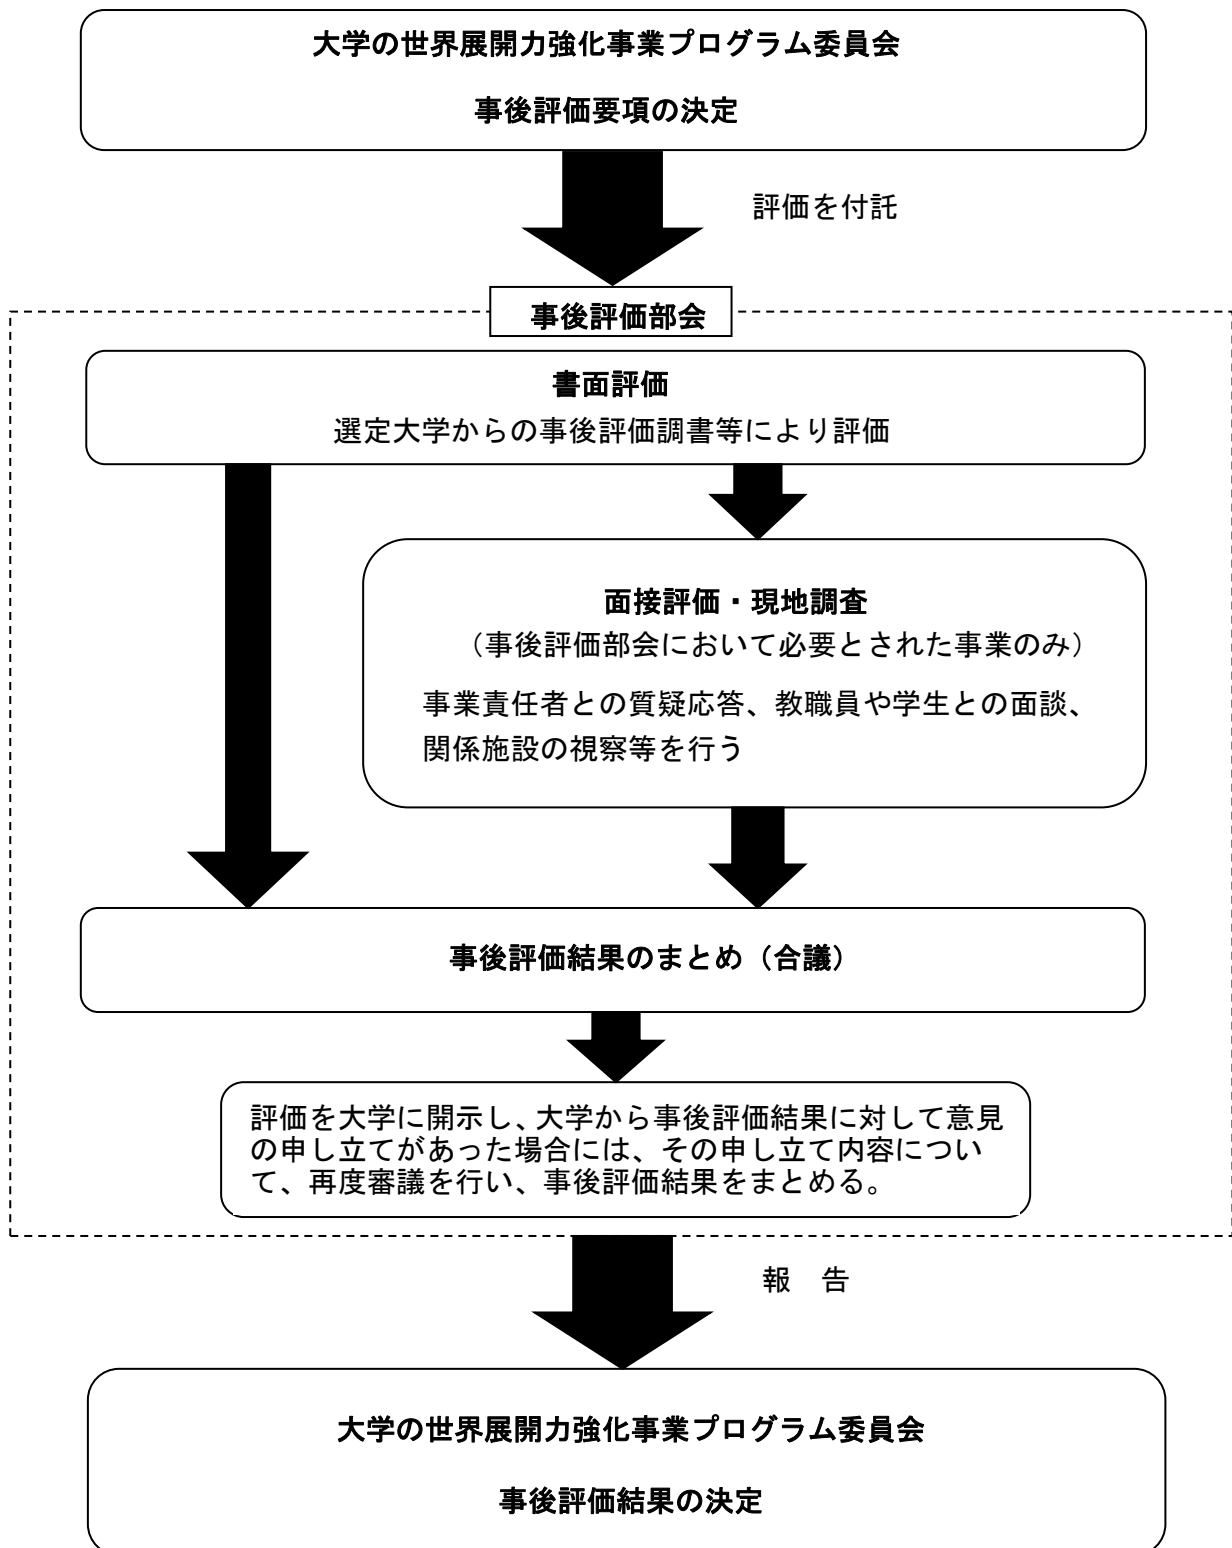 大学の世界展開力強化事業プログラム委員会
事後評価要項の決定
評価を付託
事後評価部会
書面評価
選定大学からの事後評価調書等により評価
面接評価・現地調査
（事後評価部会において必要とされた事業のみ）
事業責任者との質疑応答、教職員や学生との面談、
関係施設の視察等を行う
事後評価結果のまとめ（合議）
評価を大学に開示し、大学から事後評価結果に対して意見
の申し立てがあった場合には、その申し立て内容につい
て、再度審議を行い、事後評価結果をまとめる。
報　告
大学の世界展開力強化事業プログラム委員会
事後評価結果の決定